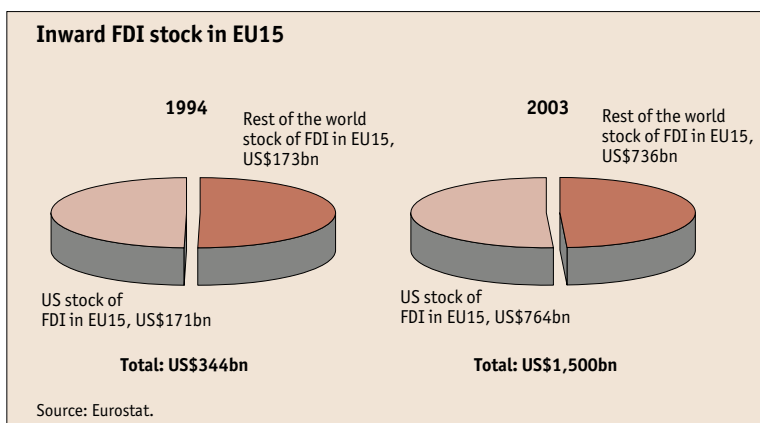 Inward FDI stock in EU15
1994
Rest of the world
stock of FDI in EU15,
US$173bn
US stock of
FDI in EU15, US$171bn
Total: US$344bn
2003
Rest of the world
stock of FDI in EU15,
US$736bn
US stock of
FDI in EU15, US$764bn
Total: US$1,500bn
Source: Eurostat.